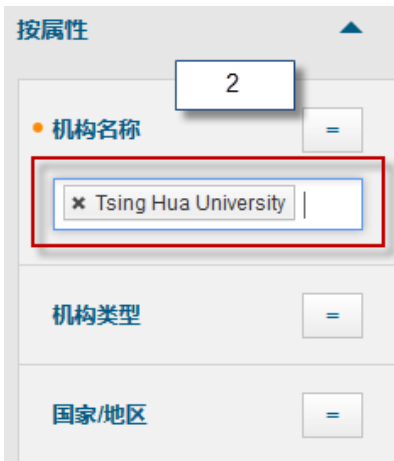 按属性
2
机构名称 =
✖ Tsing Hua University
机构类型 =
国家/地区 =